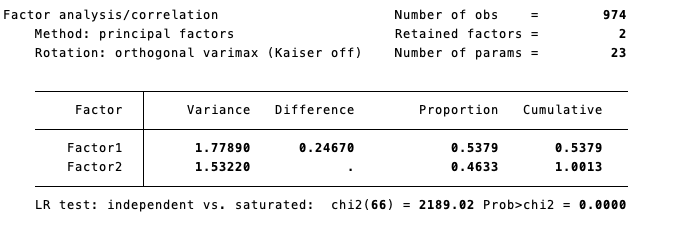 Factor analysis/correlation Number of obs = 974
Method: principal factors Retained factors = 2
Rotation: orthogonal varimax (Kaiser off) Number of params = 23
Factor Variance Difference Proportion Cumulative
Factor1 1.77890 0.24670 0.5379 0.5379
Factor2 1.53220 . 0.4633 1.0013
LR test: independent vs. saturated: chi2(66) = 2189.02 Prob>chi2 = 0.0000